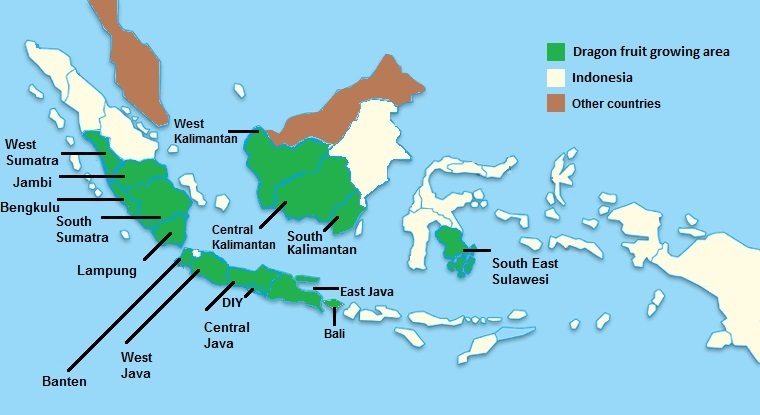 Dragon fruit growing area
Indonesia
Other countries
West
Kalimantan
West
Sumatra
Jambi
Bengkulu
South
Sumatra
Lampung
Central
Kalimantan
South
Kalimantan
South East
Sulawesi
East Java
DIY
Bali
Central
Java
West
Java
Banten